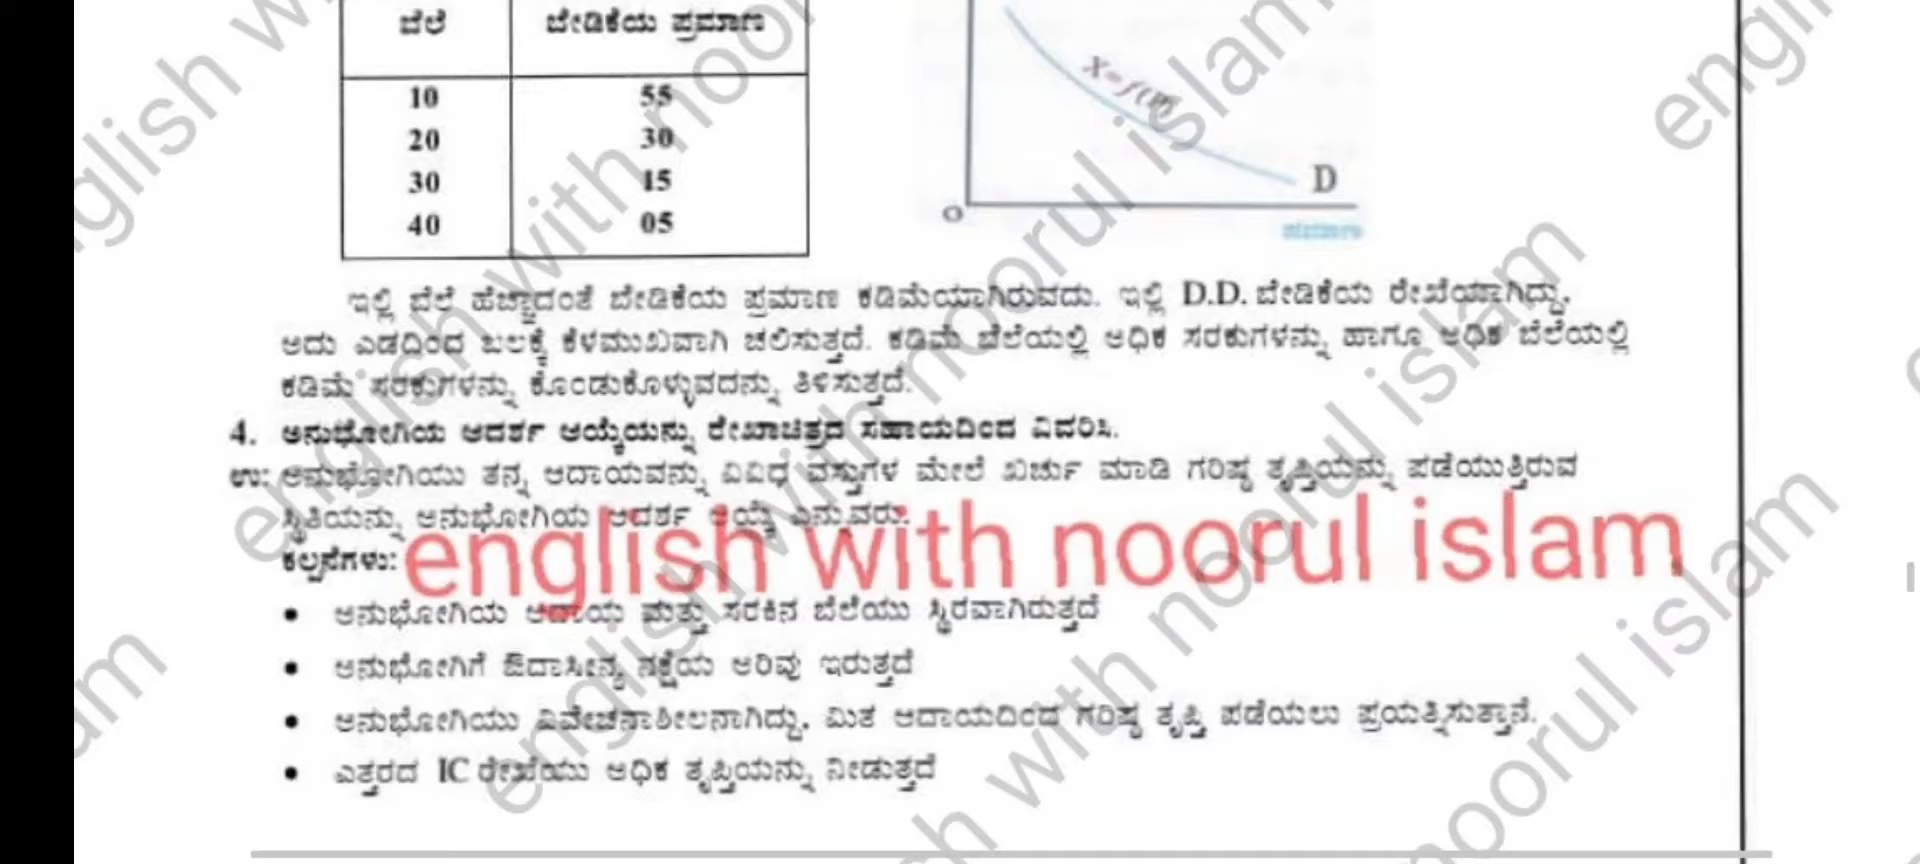 ಬೆಲೆ ಬೇಡಿಕೆಯ ಪ್ರಮಾಣ
10 55
20 30
30 15
40 05
X= f(P)
D
O
ಇಲ್ಲಿ ಬೆಲೆ ಹೆಚ್ಚಾದಂತೆ ಬೇಡಿಕೆಯ ಪ್ರಮಾಣ ಕಡಿಮೆಯಾಗಿರುವದು. ಇಲ್ಲಿ D.D. ಬೇಡಿಕೆಯ ರೇಖೆಯಾಗಿದ್ದು,
ಅದು ಎಡದಿಂದ ಬಲಕ್ಕೆ ಕೆಳಮುಖವಾಗಿ ಚಲಿಸುತ್ತದೆ. ಕಡಿಮೆ ಬೆಲೆಯಲ್ಲಿ ಅಧಿಕ ಸರಕುಗಳನ್ನು ಹಾಗೂ ಅಧಿಕ ಬೆಲೆಯಲ್ಲಿ
ಕಡಿಮೆ ಸರಕುಗಳನ್ನು ಕೊಂಡುಕೊಳ್ಳುವದನ್ನು ತಿಳಿಸುತ್ತದೆ.
4. ಅನುಭೋಗಿಯ ಆದರ್ಶ ಆಯ್ಕೆಯನ್ನು ರೇಖಾಚಿತ್ರದ ಸಹಾಯದಿಂದ ವಿವರಿಸಿ.
ಉ: ಅನುಭೋಗಿಯು ತನ್ನ ಆದಾಯವನ್ನು ವಿವಿಧ ವಸ್ತುಗಳ ಮೇಲೆ ಖರ್ಚು ಮಾಡಿ ಗರಿಷ್ಠ ತೃಪ್ತಿಯನ್ನು ಪಡೆಯುತ್ತಿರುವ
ಸ್ಥಿತಿಯನ್ನು ಅನುಭೋಗಿಯ ಆದರ್ಶ ಆಯ್ಕೆ ಎನ್ನುವರು.
ಕಲ್ಪನೆಗಳು:
english with noorul islam
• ಅನುಭೋಗಿಯ ಆದಾಯ ಮತ್ತು ಸರಕಿನ ಬೆಲೆಯು ಸ್ಥಿರವಾಗಿರುತ್ತದೆ
• ಅನುಭೋಗಿಗೆ ಔದಾಸೀನ್ಯ ನಕ್ಷೆಯ ಅರಿವು ಇರುತ್ತದೆ
• ಅನುಭೋಗಿಯು ವಿವೇಚನಾಶೀಲನಾಗಿದ್ದು, ಮಿತ ಆದಾಯದಿಂದ ಗರಿಷ್ಠ ತೃಪ್ತಿ ಪಡೆಯಲು ಪ್ರಯತ್ನಿಸುತ್ತಾನೆ.
• ಎತ್ತರದ IC ರೇಖೆಯು ಅಧಿಕ ತೃಪ್ತಿಯನ್ನು ನೀಡುತ್ತದೆ